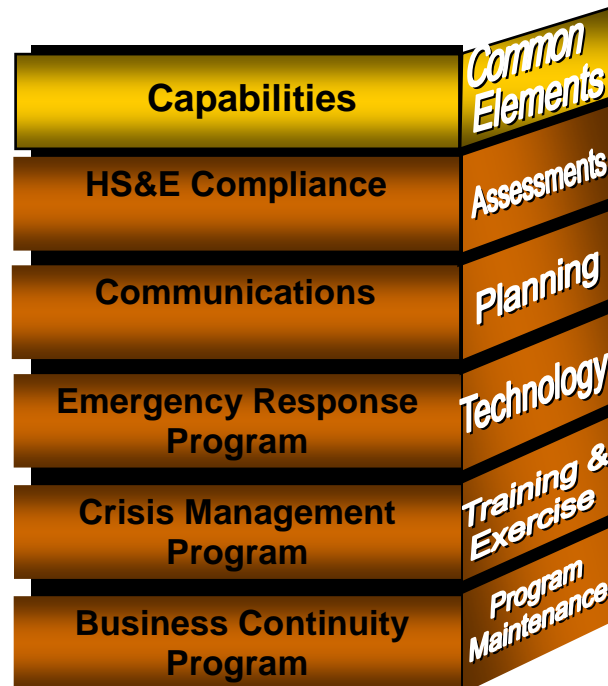 Capabilities
Common
Elements
HS&E Compliance
Assessments
Communications
Planning
Emergency Response
Program
Technology
Crisis Management
Program
Training &
Exercise
Business Continuity
Program
Program
Maintenance